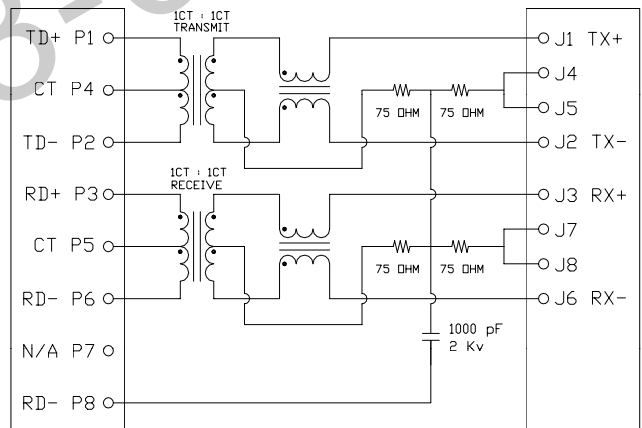 1CT : 1CT
TRANSMIT
TD+ P1
J1 TX+
J4
CT P4
75 OHM
75 OHM
J5
TD- P2
J2 TX-
1CT : 1CT
RECEIVE
RD+ P3
J3 RX+
J7
CT P5
75 OHM
75 OHM
J8
RD- P6
J6 RX-
1000 pF
2 Kv
N/A P7
RD- P8